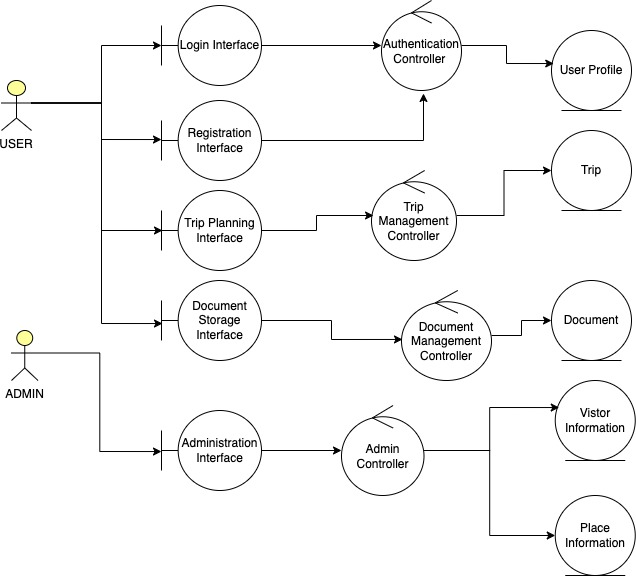 Login Interface
Authentication
Controller
User Profile
USER
Registration
Interface
Trip
Trip Planning
Interface
Trip
Management
Controller
Document
Storage
Interface
Document
Management
Controller
Document
ADMIN
Administration
Interface
Admin
Controller
Vistor
Information
Place
Information